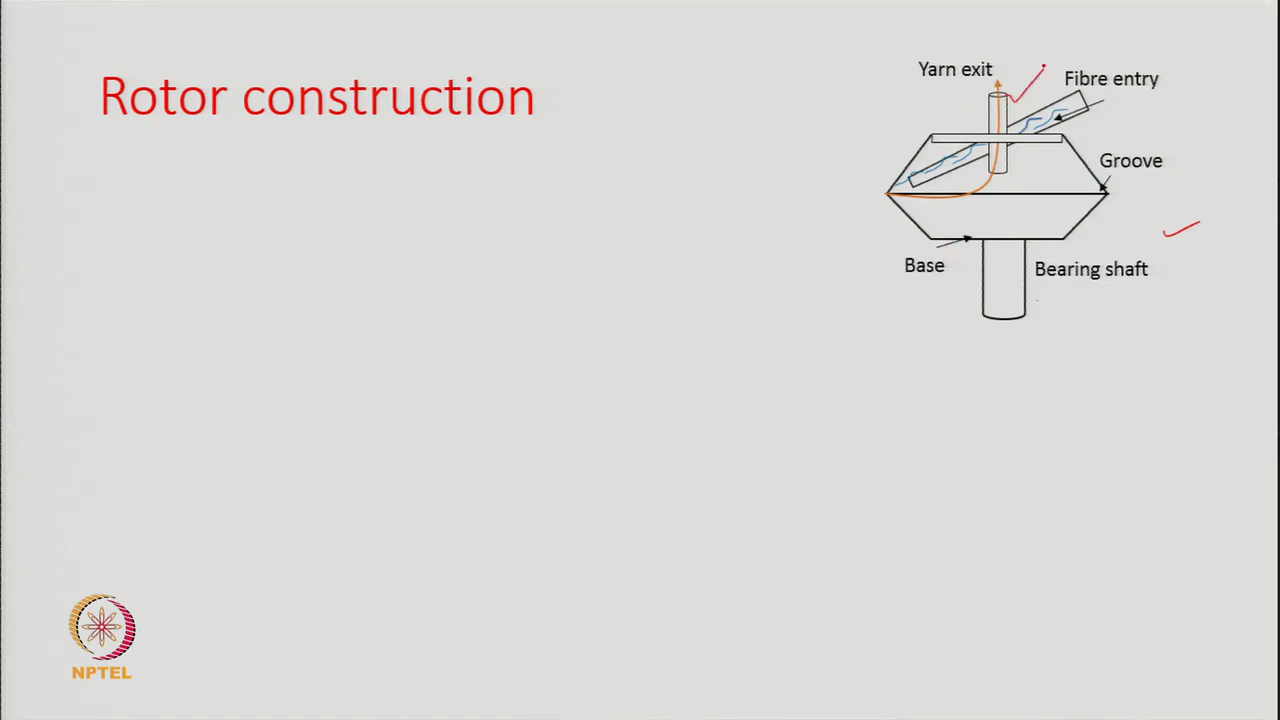 Rotor construction
Yarn exit
Fibre entry
Groove
Base
Bearing shaft
NPTEL